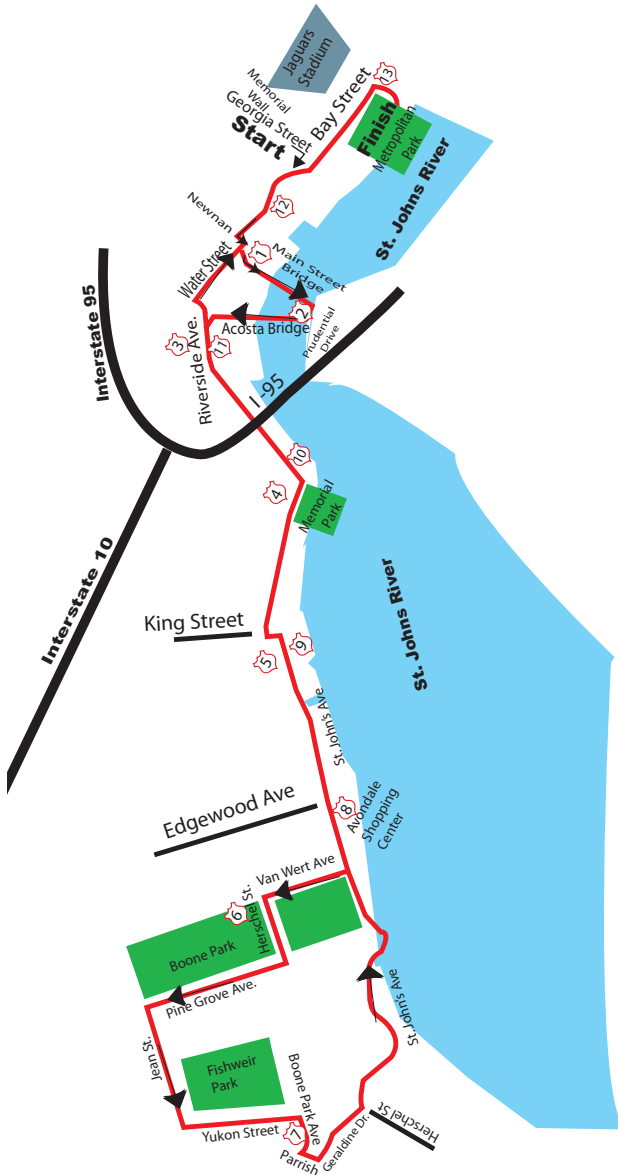 Jaguars
Stadium
Memorial
Wall
Georgia Street
Start
Bay Street
13
Finish
Metropolitan
Park
St. Johns River
12
Newnan
1
Main Street
Bridge
Water Street
2
Acosta Bridge
Prudential
Drive
3
11
Riverside Ave.
Interstate 95
I-95
10
4
Memorial
Park
Interstate 10
King Street
5
9
St. Johns River
St. John's Ave
Edgewood Ave
8
Avondale
Shopping
Center
Van Wert Ave
6
Herschel St.
Boone Park
Pine Grove Ave.
St. John's Ave
Jean St.
Fishweir
Park
Boone Park Ave
Yukon Street
7
Parrish
Geraldine Dr.
Herschel St